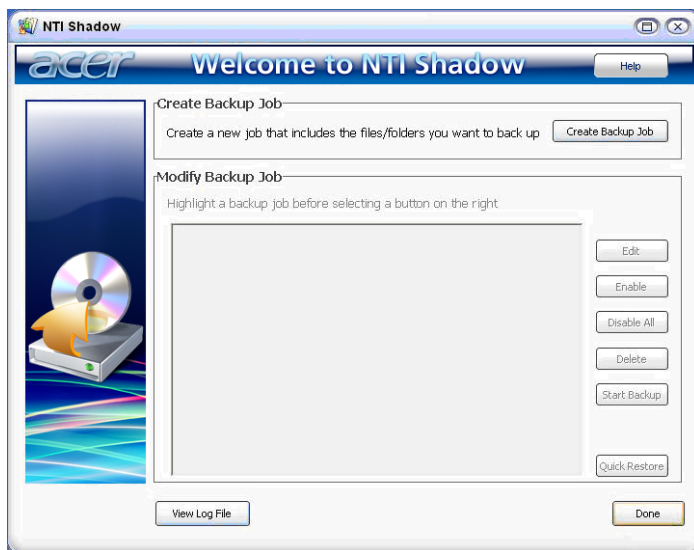 NTI Shadow
acer
Welcome to NTI Shadow
Help
Create Backup Job
Create a new job that includes the files/folders you want to back up
Create Backup Job
Modify Backup Job
Highlight a backup job before selecting a button on the right
Edit
Enable
Disable All
Delete
Start Backup
Quick Restore
View Log File
Done